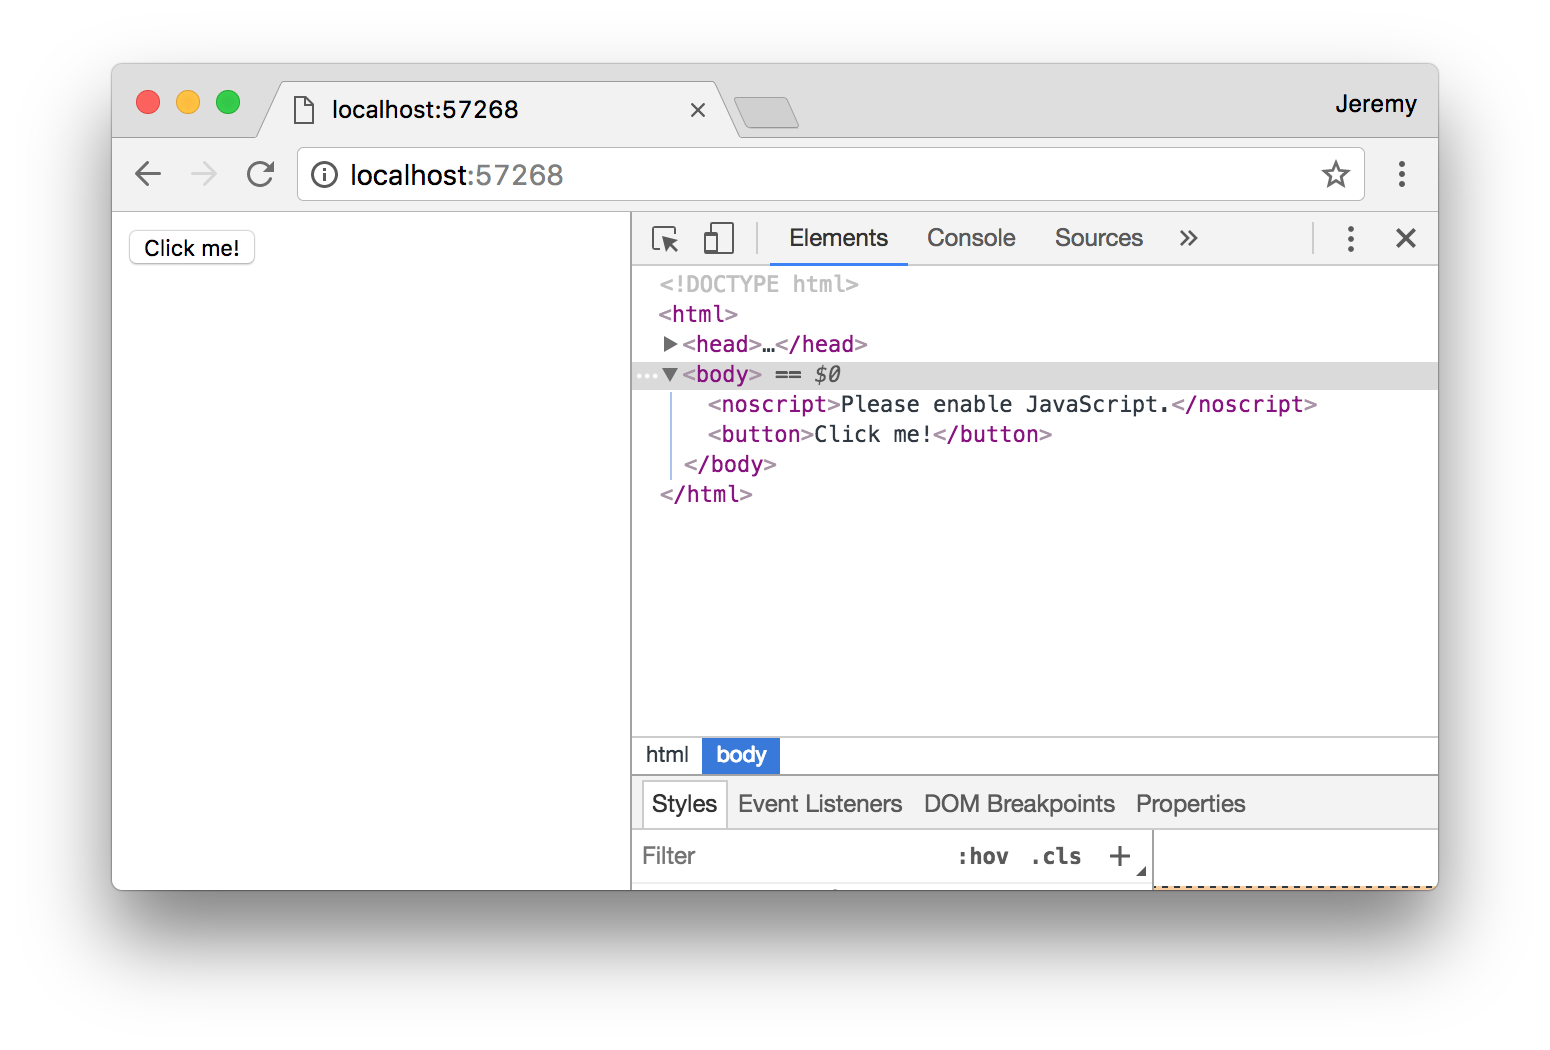 localhost:57268
Jeremy
localhost:57268
Click me!
Elements Console Sources »
<!DOCTYPE html>
<html>
<head>…</head>
… <body> == $0
<noscript>Please enable JavaScript.</noscript>
<button>Click me!</button>
</body>
</html>
html body
Styles Event Listeners DOM Breakpoints Properties
Filter :hov .cls +